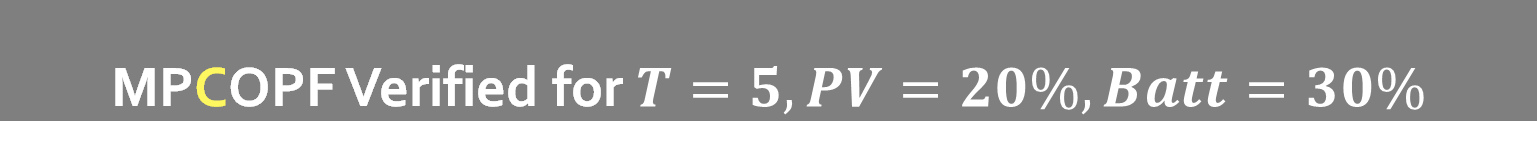 MPCOPF Verified for T = 5, PV = 20%, Batt = 30%